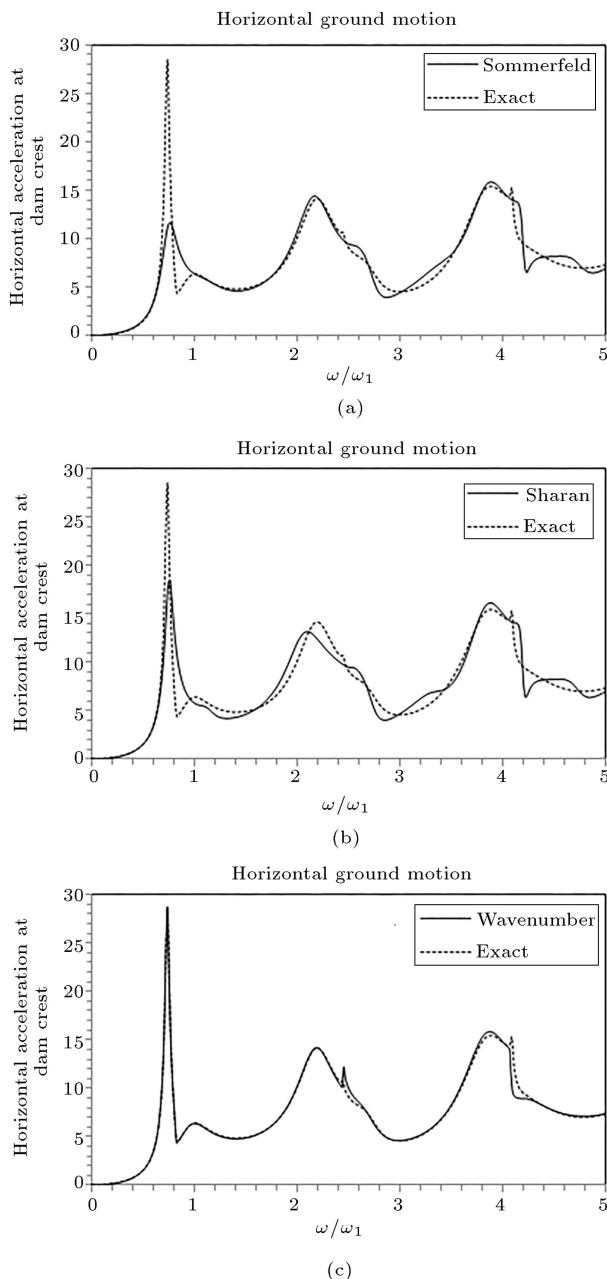 Horizontal ground motion
Horizontal acceleration at
dam crest
30
25
20
15
10
5
0
Sommerfeld
Exact
0 1 2 3 4 5
ω/ω₁
(a)
Horizontal ground motion
Horizontal acceleration at
dam crest
30
25
20
15
10
5
0
Sharan
Exact
0 1 2 3 4 5
ω/ω₁
(b)
Horizontal ground motion
Horizontal acceleration at
dam crest
30
25
20
15
10
5
0
Wavenumber
Exact
0 1 2 3 4 5
ω/ω₁
(c)